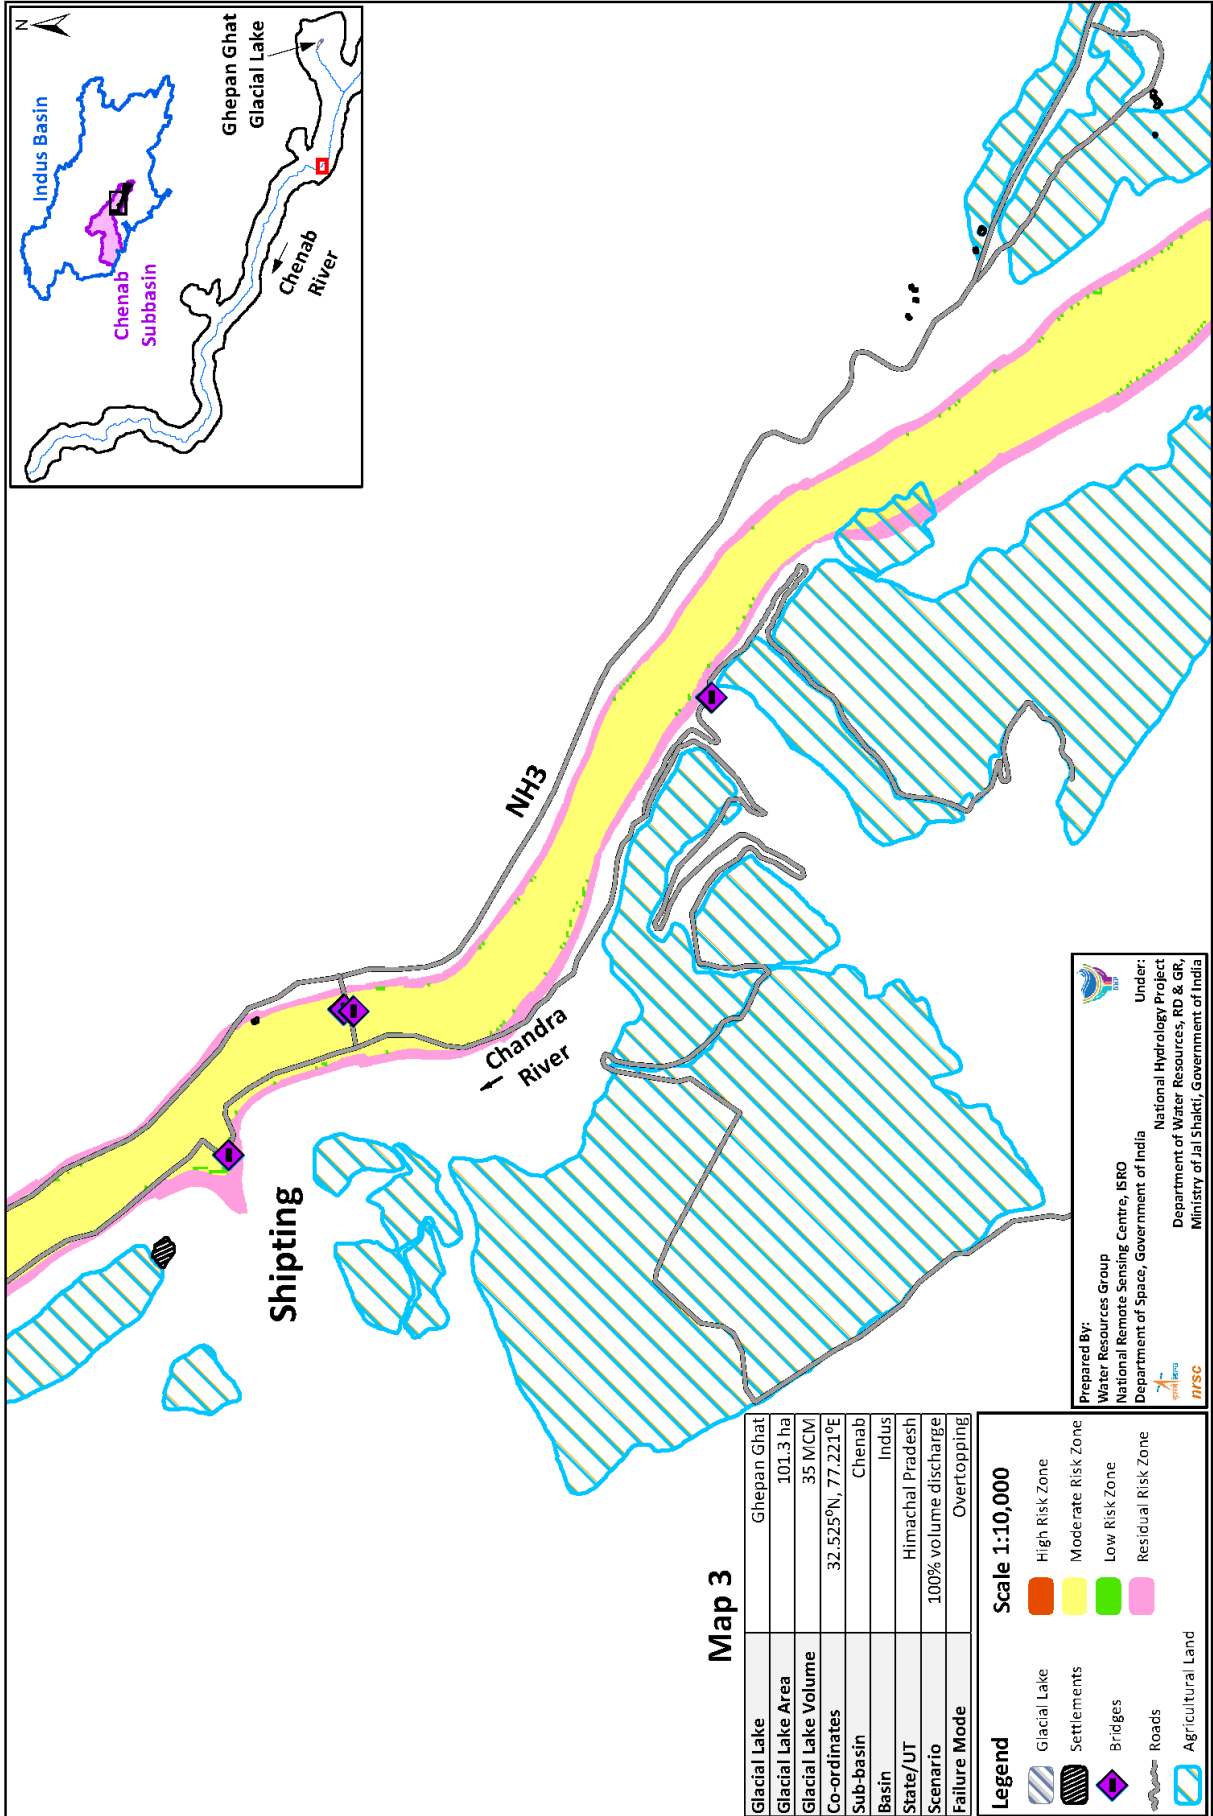 N
Indus Basin
Chenab
Subbasin
Ghepan Ghat
Glacial Lake
Chenab
River
NH3
Chandra
River
Shipting
Map 3
Glacial Lake Ghepan Ghat
Glacial Lake Area 101.3 ha
Glacial Lake Volume 35 MCM
Co-ordinates 32.525⁰N, 77.221⁰E
Sub-basin Chenab
Basin Indus
State/UT Himachal Pradesh
Scenario 100% volume discharge
Failure Mode Overtopping
Legend
Glacial Lake
Settlements
Bridges
Roads
Agricultural Land
Scale 1:10,000
High Risk Zone
Moderate Risk Zone
Low Risk Zone
Residual Risk Zone
Prepared By:
Water Resources Group
National Remote Sensing Centre, ISRO
Department of Space, Government of India
इसरो isro
nrsc
Under:
National Hydrology Project
Department of Water Resources, RD & GR,
Ministry of Jal Shakti, Government of India